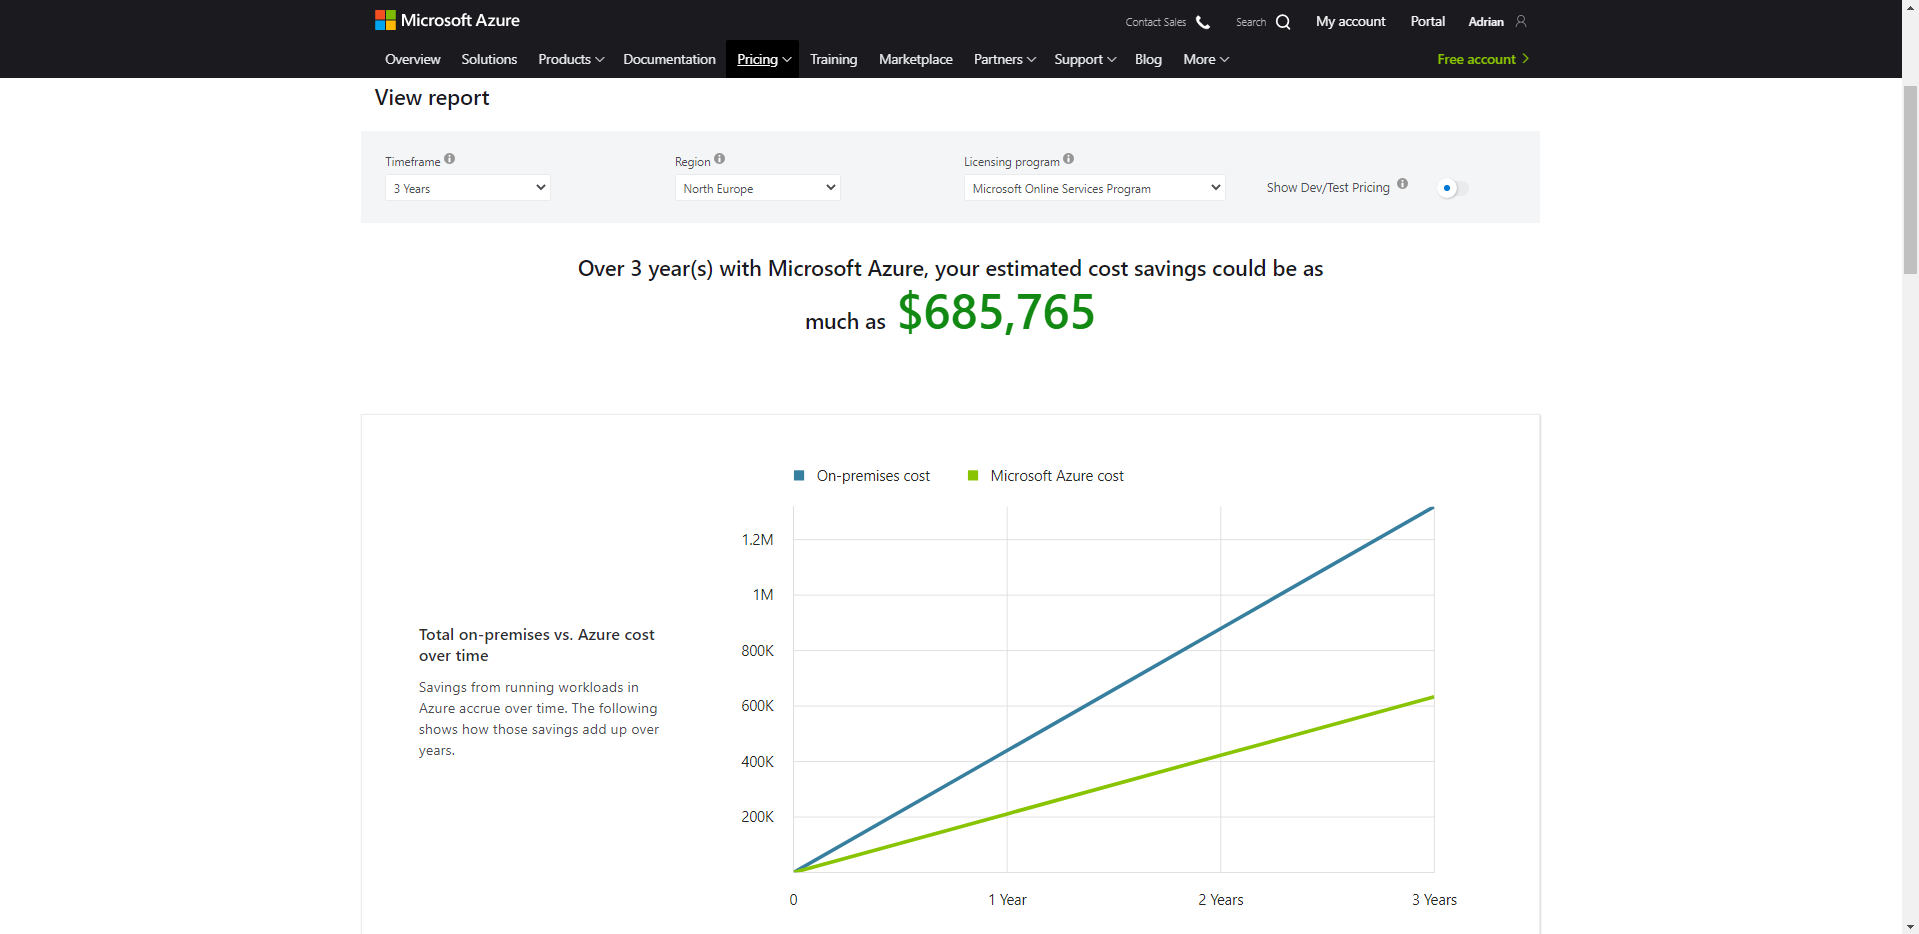 Microsoft Azure
Contact Sales
Search
My account
Portal
Adrian
Overview
Solutions
Products
Documentation
Pricing
Training
Marketplace
Partners
Support
Blog
More
Free account
View report
Timeframe
3 Years
Region
North Europe
Licensing program
Microsoft Online Services Program
Show Dev/Test Pricing
Over 3 year(s) with Microsoft Azure, your estimated cost savings could be as
much as $685,765
On-premises cost
Microsoft Azure cost
Total on-premises vs. Azure cost
over time
Savings from running workloads in
Azure accrue over time. The following
shows how those savings add up over
years.
1.2M
1M
800K
600K
400K
200K
0
1 Year
2 Years
3 Years